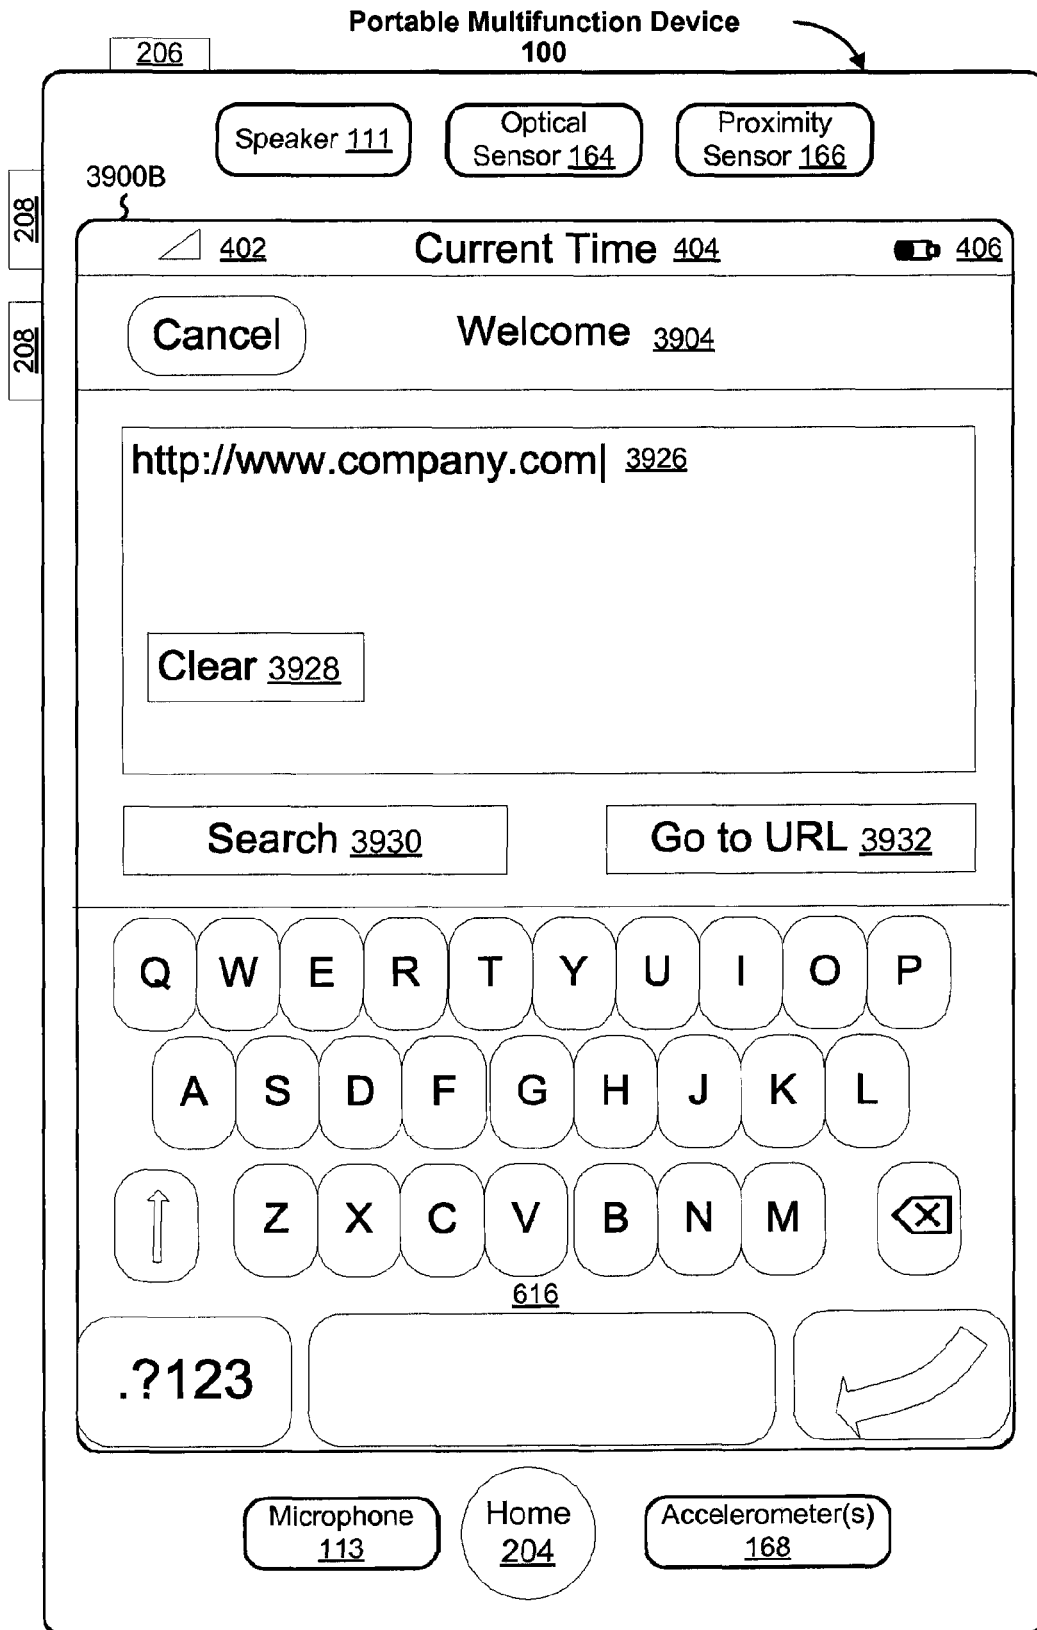 Portable Multifunction Device
100
206
Speaker 111
Optical
Sensor 164
Proximity
Sensor 166
3900B
208
208
402
Current Time 404
406
Cancel
Welcome 3904
http://www.company.com| 3926
Clear 3928
Search 3930
Go to URL 3932
Q W E R T Y U I O P
A S D F G H J K L
Z X C V B N M
616
.?123
Microphone
113
Home
204
Accelerometer(s)
168